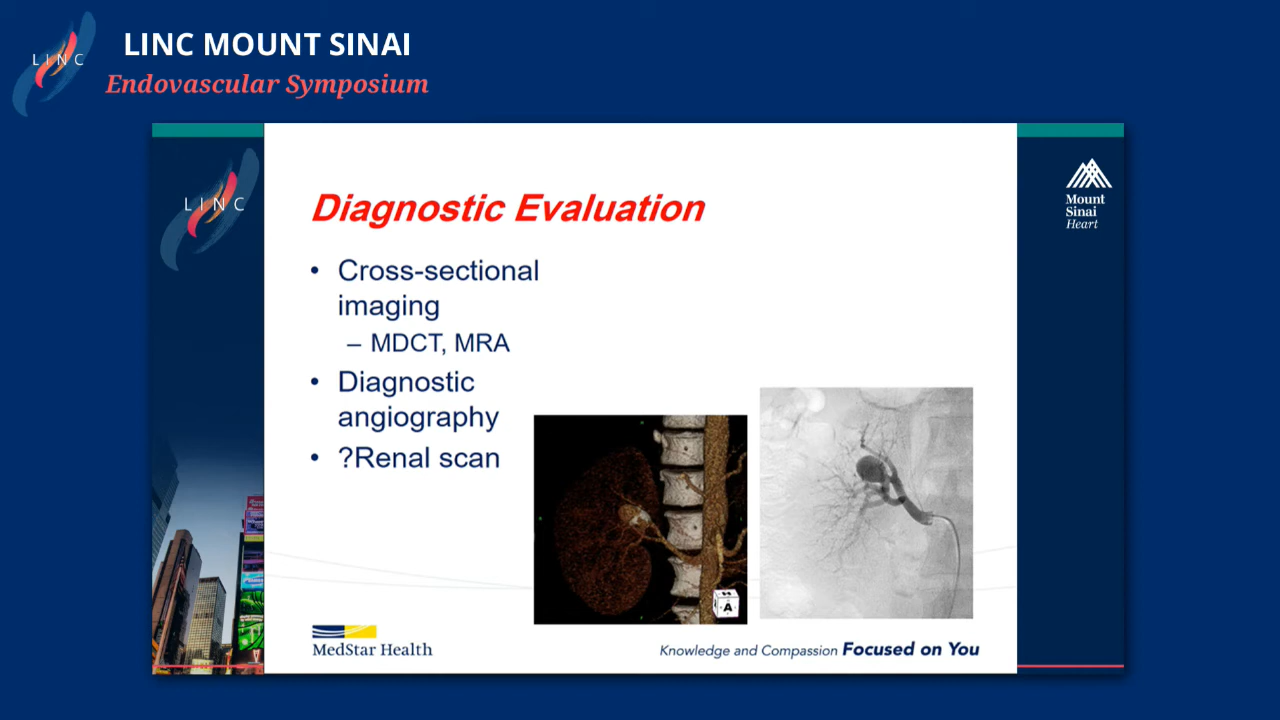 LINC
LINC MOUNT SINAI
Endovascular Symposium
LINC
Mount
Sinai
Heart
Diagnostic Evaluation
• Cross-sectional
imaging
– MDCT, MRA
• Diagnostic
angiography
• ?Renal scan
A
MedStar Health
Knowledge and Compassion Focused on You